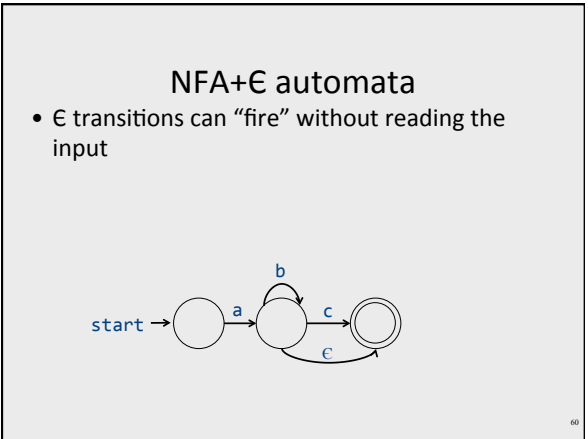 NFA+Є automata
• Є transitions can “fire” without reading the
input
b
a
c
start
Є
60